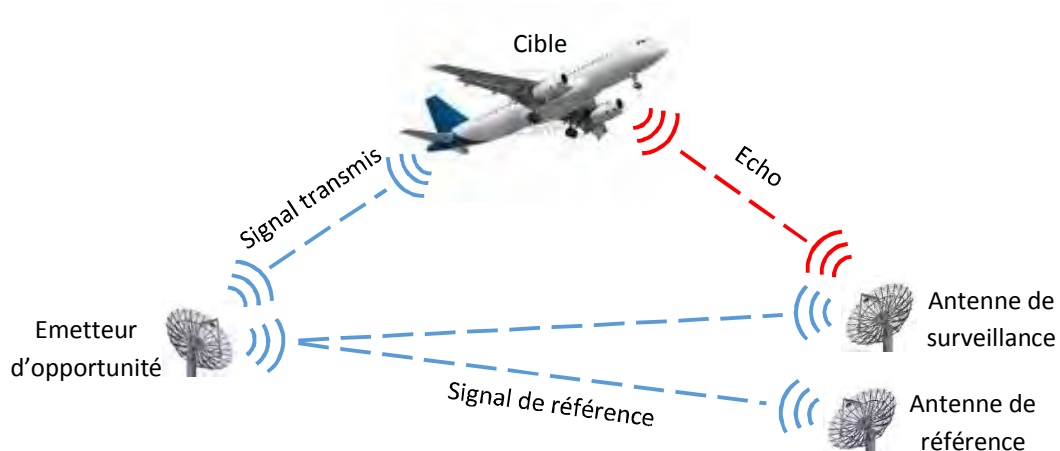 Cible
Signal transmis
Echo
Emetteur
d’opportunité
Antenne de
surveillance
Signal de référence
Antenne de
référence